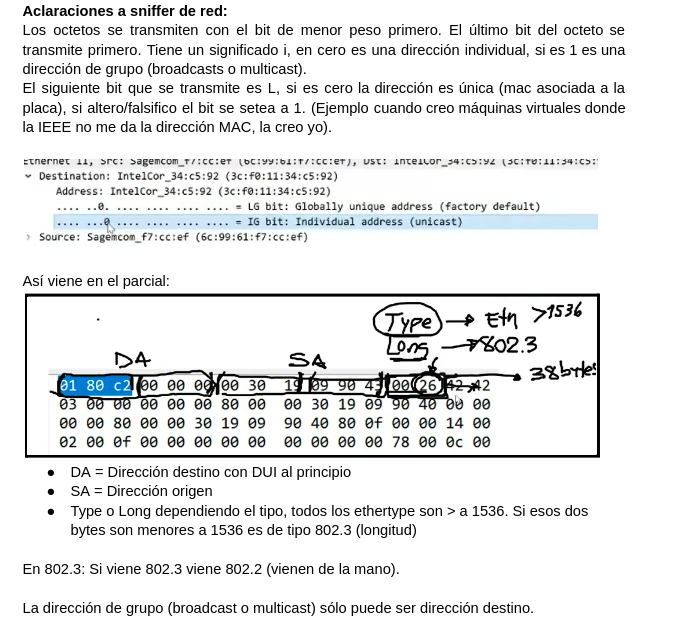 Aclaraciones a sniffer de red:
Los octetos se transmiten con el bit de menor peso primero. El último bit del octeto se
transmite primero. Tiene un significado i, en cero es una dirección individual, si es 1 es una
dirección de grupo (broadcasts o multicast).
El siguiente bit que se transmite es L, si es cero la dirección es única (mac asociada a la
placa), si altero/falsifico el bit se setea a 1. (Ejemplo cuando creo máquinas virtuales donde
la IEEE no me da la dirección MAC, la creo yo).
Ethernet II, Src: Sagemcom_f7:cc:ef (6c:99:61:f7:cc:ef), Dst: IntelCor_34:c5:92 (3c:f0:11:34:c5:
Destination: IntelCor_34:c5:92 (3c:f0:11:34:c5:92)
Address: IntelCor_34:c5:92 (3c:f0:11:34:c5:92)
.... ..0. .... .... .... .... = LG bit: Globally unique address (factory default)
.... ...0 .... .... .... .... = IG bit: Individual address (unicast)
Source: Sagemcom_f7:cc:ef (6c:99:61:f7:cc:ef)
Así viene en el parcial:
Type → Eth >1536
Long → 802.3
DA SA
38bytes
01 80 c2 00 00 00 00 30 19 09 90 43 00 26 42 42
03 00 00 00 00 00 80 00 00 30 19 09 90 40 00 00
00 00 80 00 00 30 19 09 90 40 80 0f 00 00 14 00
02 00 0f 00 00 00 00 00 00 00 00 00 78 00 0c 00
● DA = Dirección destino con DUI al principio
● SA = Dirección origen
● Type o Long dependiendo el tipo, todos los ethertype son > a 1536. Si esos dos
bytes son menores a 1536 es de tipo 802.3 (longitud)
En 802.3: Si viene 802.3 viene 802.2 (vienen de la mano).
La dirección de grupo (broadcast o multicast) sólo puede ser dirección destino.